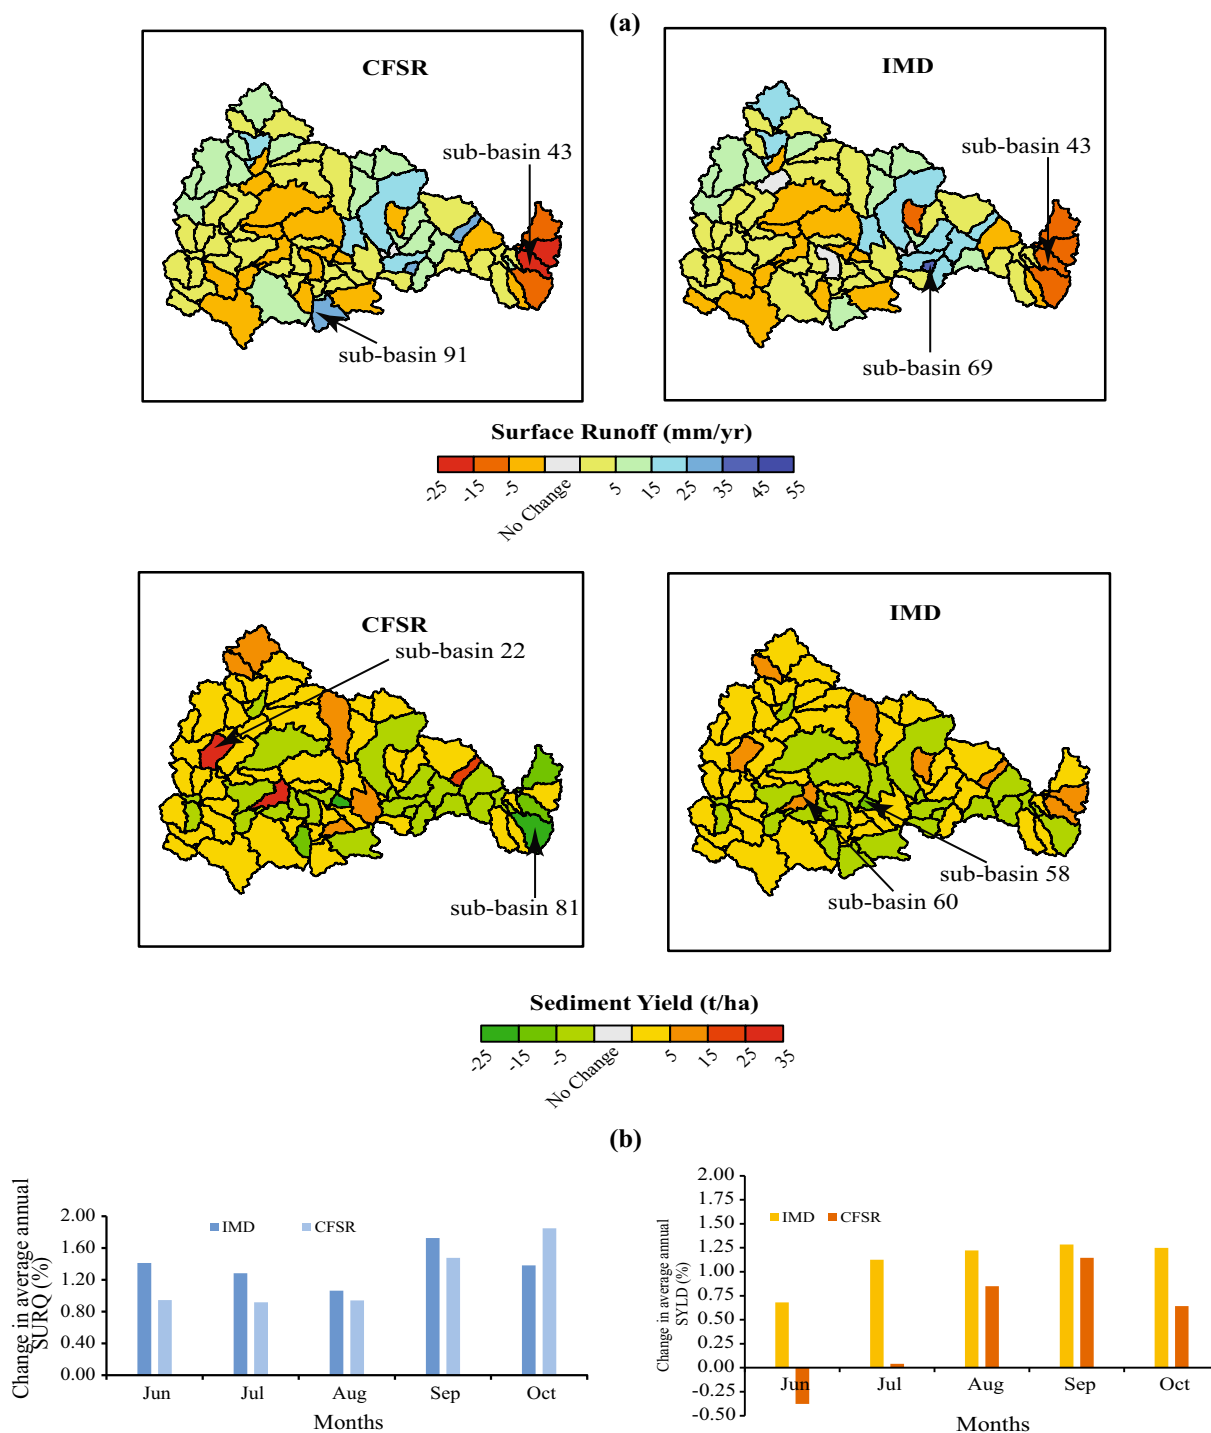 (a)
CFSR
IMD
sub-basin 43
sub-basin 43
sub-basin 91
sub-basin 69
Surface Runoff (mm/yr)
-25 -15 -5 No Change 5 15 25 35 45 55
CFSR
IMD
sub-basin 22
sub-basin 58
sub-basin 60
sub-basin 81
Sediment Yield (t/ha)
-25 -15 -5 No Change 5 15 25 35
(b)
Change in average annual
SURQ (%)
2.00
1.60
1.20
0.80
0.40
0.00
IMD CFSR
Jun Jul Aug Sep Oct
Months
Change in average annual
SYLD (%)
2.00
1.75
1.50
1.25
1.00
0.75
0.50
0.25
0.00
-0.25
-0.50
IMD CFSR
Jun Jul Aug Sep Oct
Months